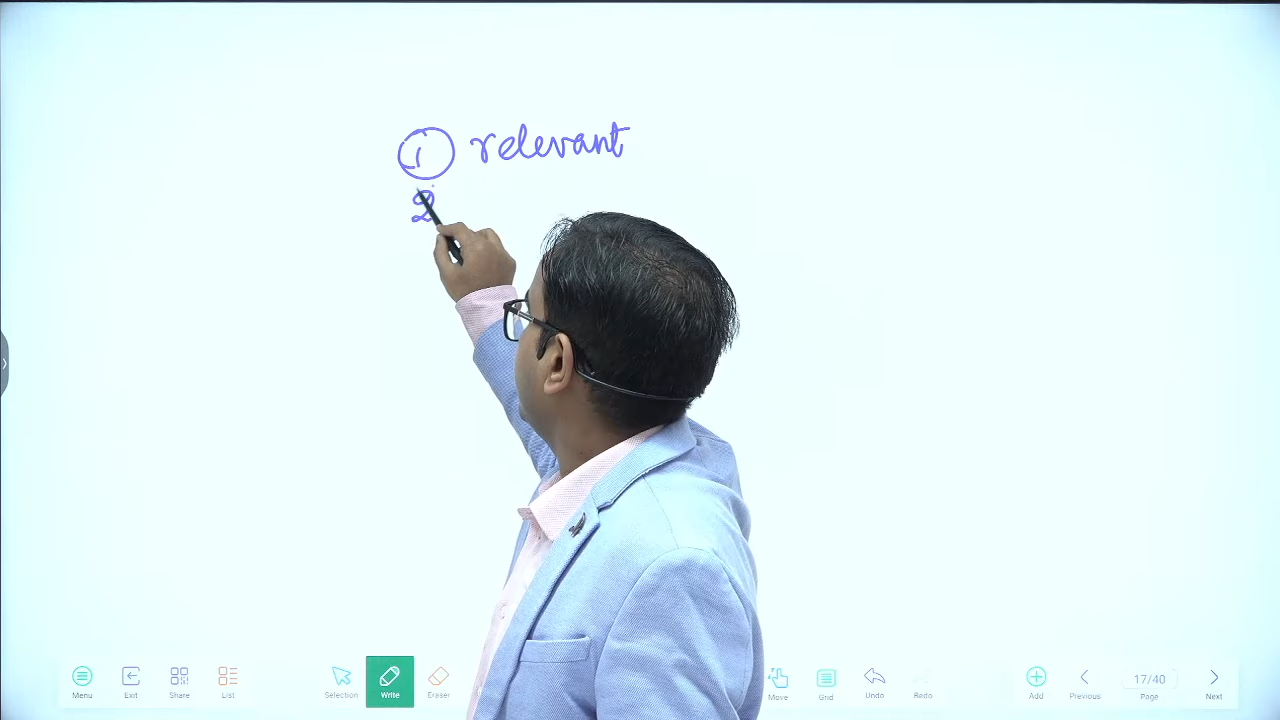 1 relevant
2
Menu
Exit
Share
List
Selection
Write
Eraser
Move
Grid
Undo
Redo
Add
Previous
17/40
Page
Next